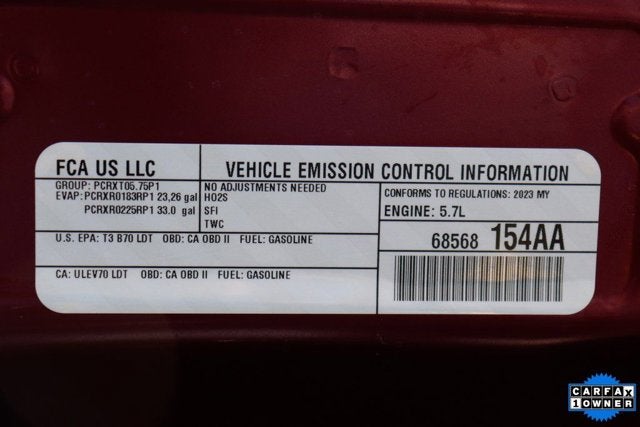 FCA US LLC
VEHICLE EMISSION CONTROL INFORMATION
GROUP: PCRXT05.75P1
EVAP: PCRXR0183RP1 23,26 gal
PCRXR0225RP1 33.0 gal
NO ADJUSTMENTS NEEDED
HO2S
SFI
TWC
CONFORMS TO REGULATIONS: 2023 MY
ENGINE: 5.7L
U.S. EPA: T3 B70 LDT OBD: CA OBD II FUEL: GASOLINE
68568 154AA
CA: ULEV70 LDT OBD: CA OBD II FUEL: GASOLINE
CARFAX
1 OWNER